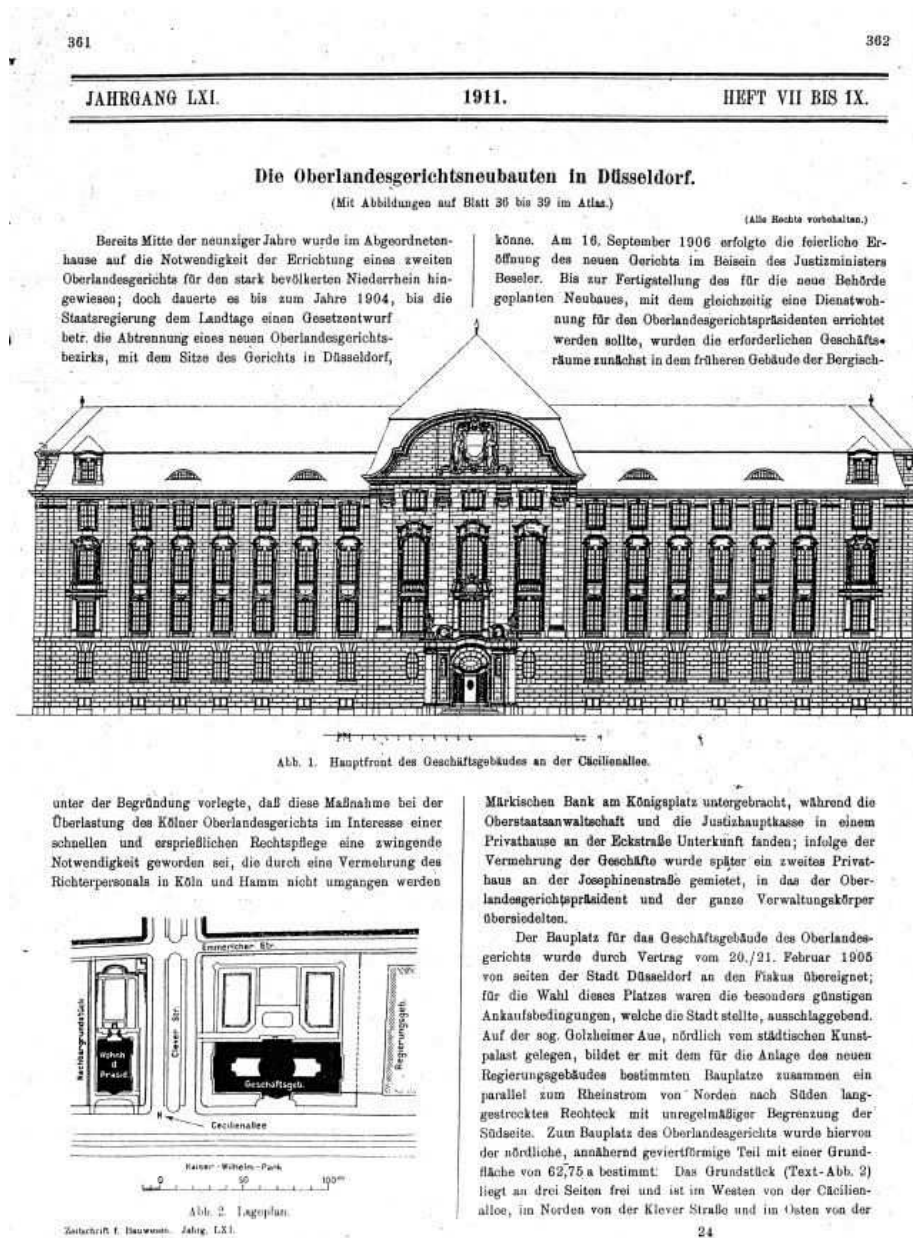 361
362
JAHRGANG LXI.
1911.
HEFT VII BIS IX.
Die Oberlandesgerichtsneubauten in Düsseldorf.
(Mit Abbildungen auf Blatt 36 bis 39 im Atlas.)
(Alle Rechte vorbehalten.)
Bereits Mitte der neunziger Jahre wurde im Abgeordneten-
hause auf die Notwendigkeit der Errichtung eines zweiten
Oberlandesgerichts für den stark bevölkerten Niederrhein hin-
gewiesen; doch dauerte es bis zum Jahre 1904, bis die
Staatsregierung dem Landtage einen Gesetzentwurf
betr. die Abtrennung eines neuen Oberlandesgerichts-
bezirks, mit dem Sitze des Gerichts in Düsseldorf,
könne. Am 16. September 1906 erfolgte die feierliche Er-
öffnung des neuen Gerichts im Beisein des Justizministers
Beseler. Bis zur Fertigstellung des für die neue Behörde
geplanten Neubaues, mit dem gleichzeitig eine Dienstwoh-
nung für den Oberlandesgerichtspräsidenten errichtet
werden sollte, wurden die erforderlichen Geschäfts-
räume zunächst in dem früheren Gebäude der Bergisch-
Abb. 1. Hauptfront des Geschäftsgebäudes an der Cäcilienallee.
unter der Begründung vorlegte, daß diese Maßnahme bei der
Überlastung des Kölner Oberlandesgerichts im Interesse einer
schnellen und ersprießlichen Rechtspflege eine zwingende
Notwendigkeit geworden sei, die durch eine Vermehrung des
Richterpersonals in Köln und Hamm nicht umgangen werden
Emmericher Str.
Nachbargrundstück
Clever Str.
Regierungsgeb.
Wohnh
d
Präsid.
Geschäftsgeb.
N
Cecilienallee
Kaiser-Wilhelm-Park
0 50 100m
Abb. 2. Lageplan.
Zeitschrift f. Bauwesen. Jahrg. LXI.
Märkischen Bank am Königsplatz untergebracht, während die
Oberstaatsanwaltschaft und die Justizhauptkasse in einem
Privathause an der Eckstraße Unterkunft fanden; infolge der
Vermehrung der Geschäfte wurde später ein zweites Privat-
haus an der Josephinenstraße gemietet, in das der Ober-
landesgerichtspräsident und der ganze Verwaltungskörper
übersiedelten.
Der Bauplatz für das Geschäftsgebäude des Oberlandes-
gerichts wurde durch Vertrag vom 20./21. Februar 1905
von seiten der Stadt Düsseldorf an den Fiskus übereignet;
für die Wahl dieses Platzes waren die besonders günstigen
Ankaufsbedingungen, welche die Stadt stellte, ausschlaggebend.
Auf der sog. Golzheimer Aue, nördlich vom städtischen Kunst-
palast gelegen, bildet er mit dem für die Anlage des neuen
Regierungsgebäudes bestimmten Bauplatze zusammen ein
parallel zum Rheinstrom von Norden nach Süden lang-
gestrecktes Rechteck mit unregelmäßiger Begrenzung der
Südseite. Zum Bauplatz des Oberlandesgerichts wurde hiervon
der nördliche, annähernd geviertförmige Teil mit einer Grund-
fläche von 62,75 a bestimmt. Das Grundstück (Text-Abb. 2)
liegt an drei Seiten frei und ist im Westen von der Cäcilien-
allee, im Norden von der Klever Straße und im Osten von der
24